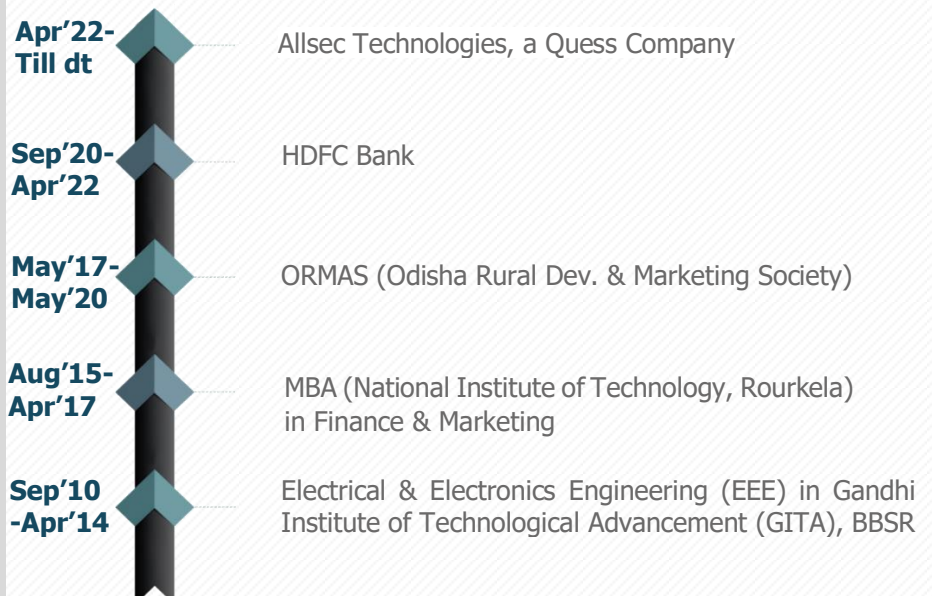 Apr’22-
Till dt
Allsec Technologies, a Quess Company
Sep’20-
Apr’22
HDFC Bank
May’17-
May’20
ORMAS (Odisha Rural Dev. & Marketing Society)
Aug’15-
Apr’17
MBA (National Institute of Technology, Rourkela)
in Finance & Marketing
Sep’10
-Apr’14
Electrical & Electronics Engineering (EEE) in Gandhi
Institute of Technological Advancement (GITA), BBSR